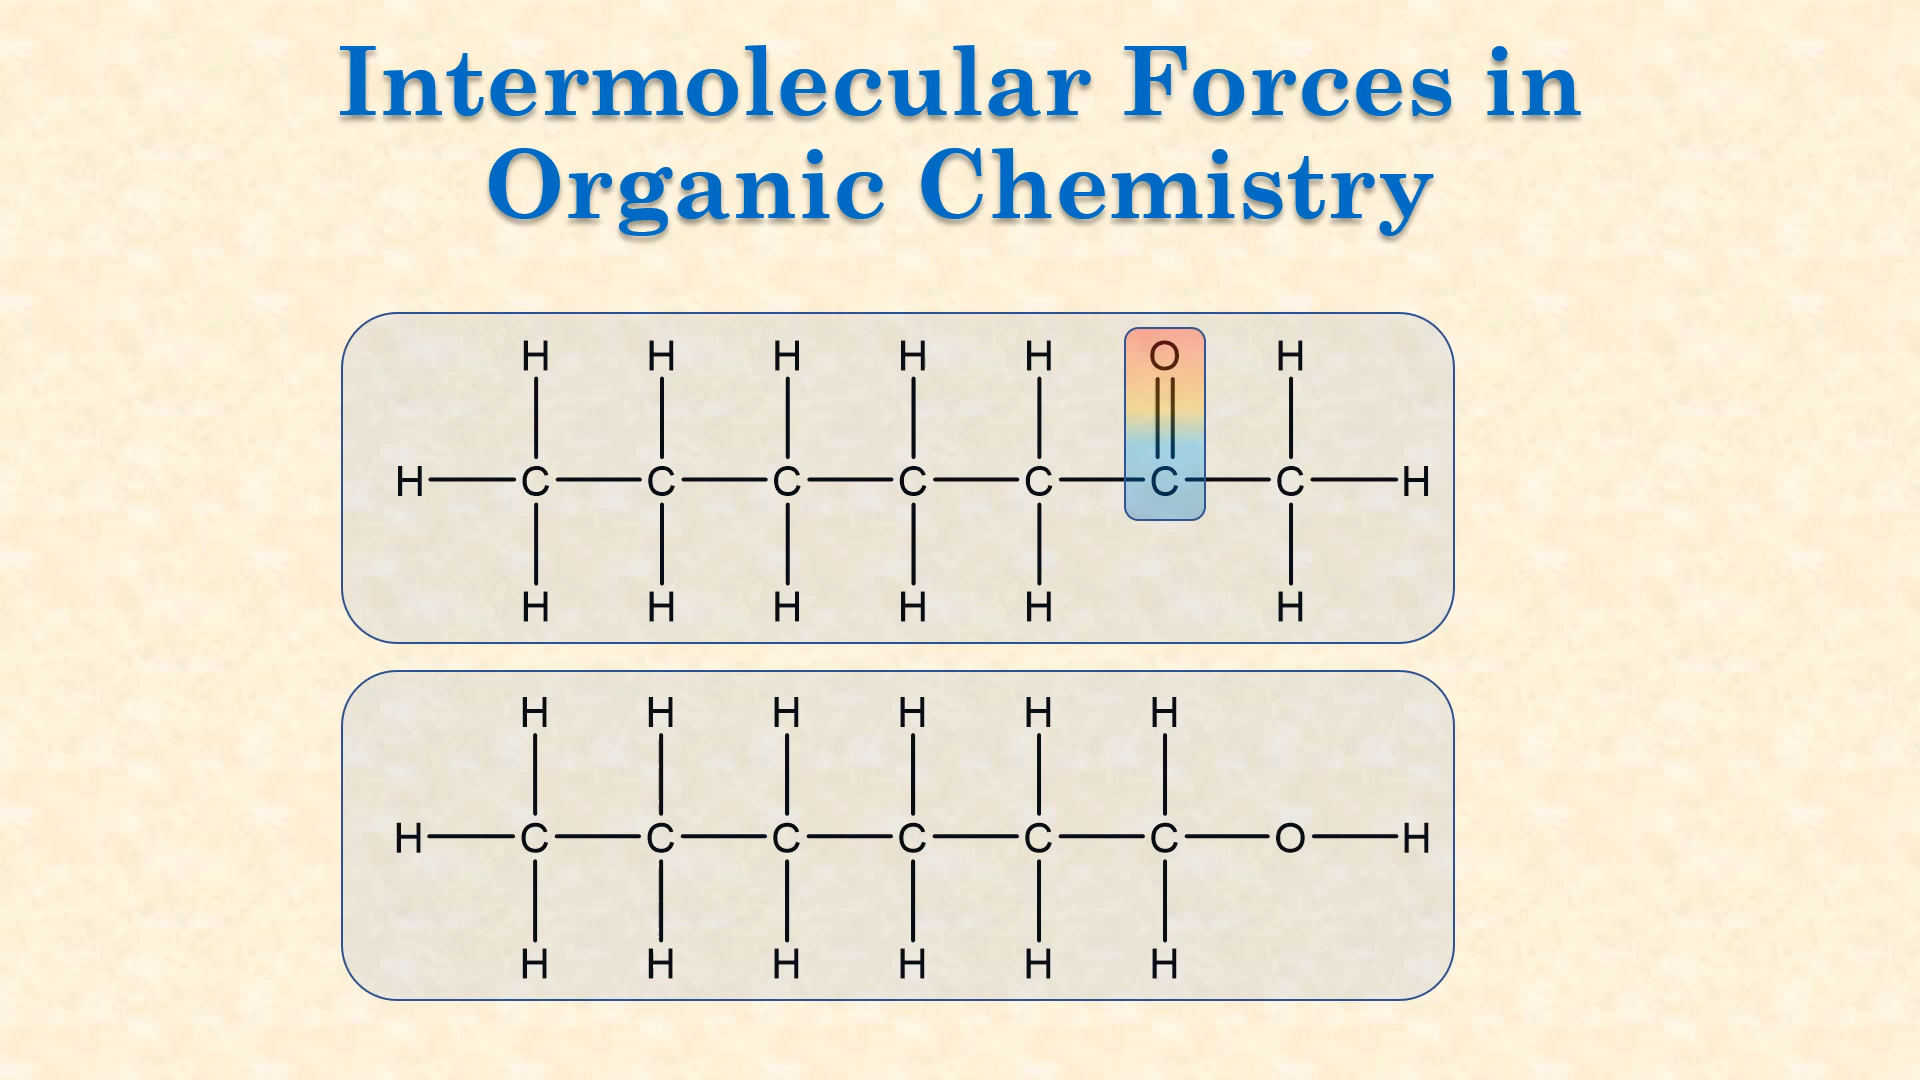 Intermolecular Forces in
Organic Chemistry
H H H H H O H
H C C C C C C C H
H H H H H H
H H H H H H
H C C C C C C O H
H H H H H H